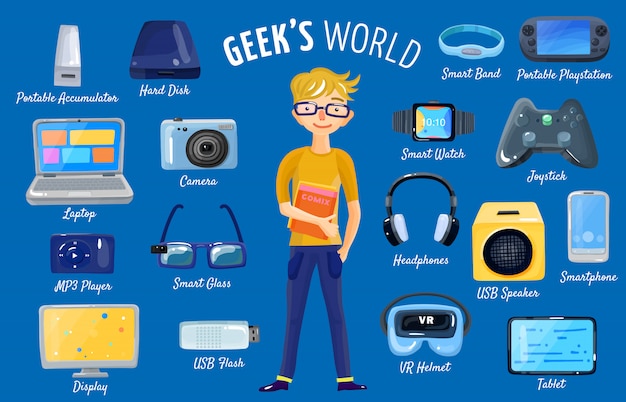 GEEK'S WORLD
Portable Accumulator
Hard Disk
Smart Band
Portable Playstation
Laptop
Camera
COMIX
10:10
Smart Watch
Joystick
MP3 Player
Smart Glass
Headphones
USB Speaker
Smartphone
Display
USB Flash
VR
VR Helmet
Tablet